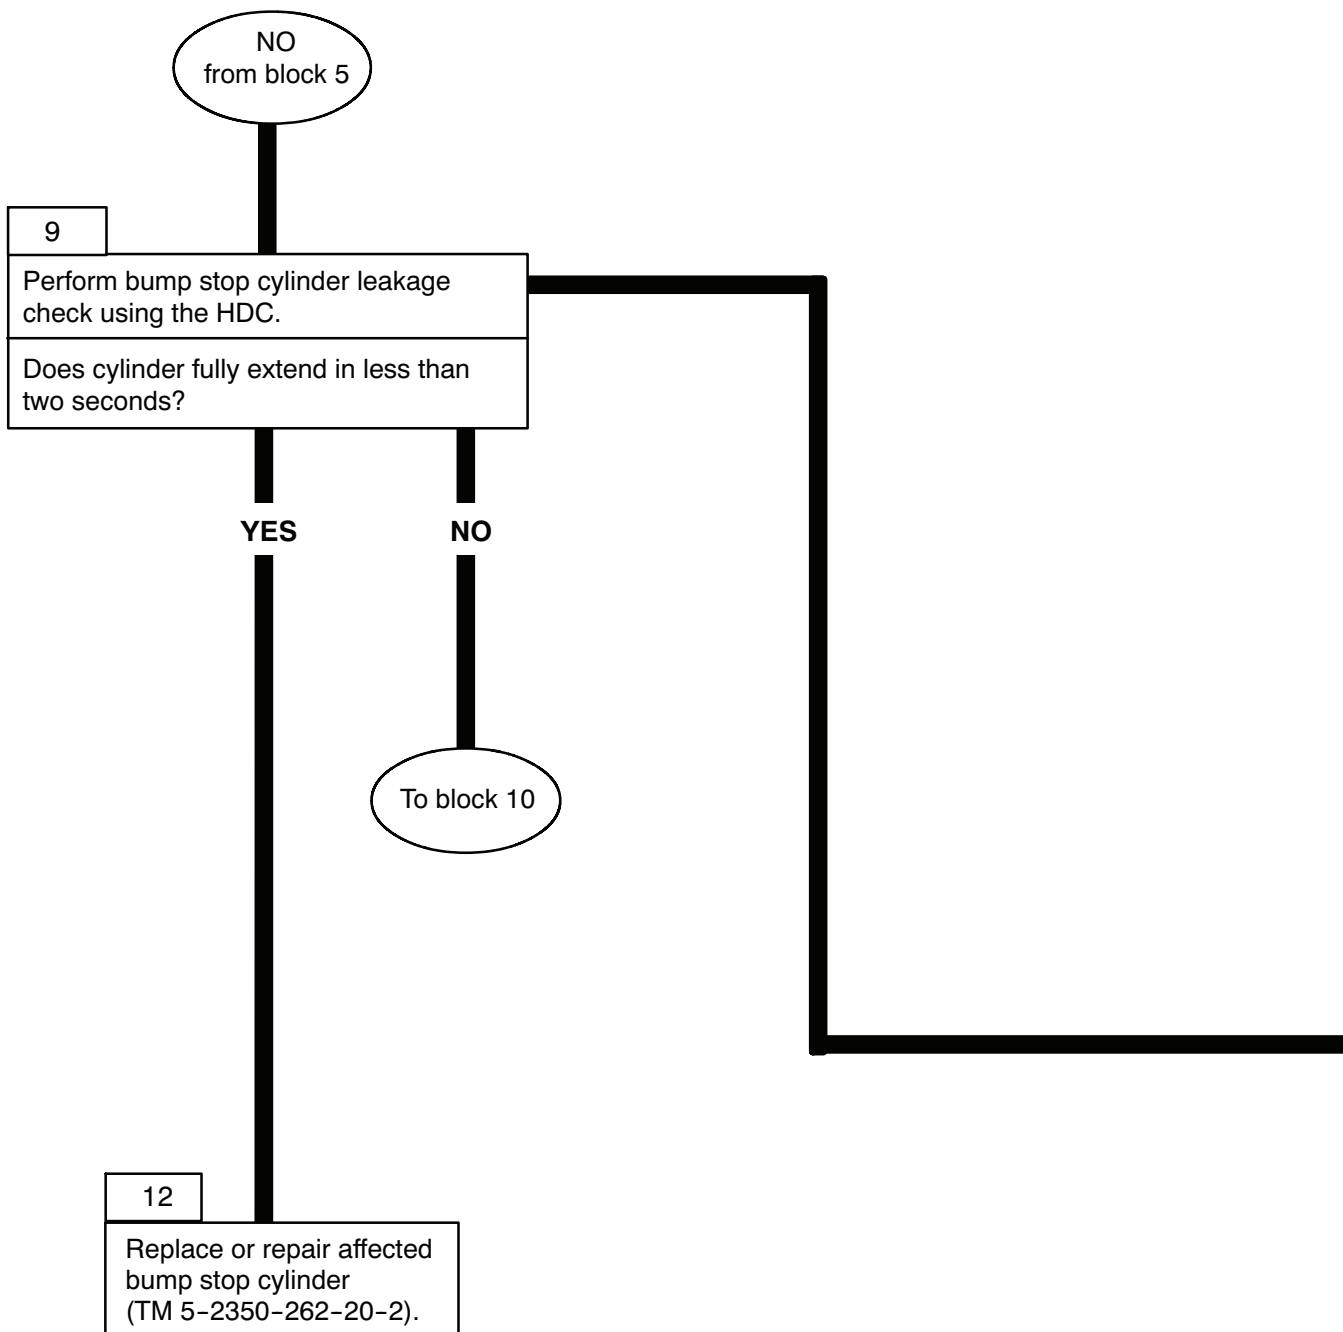 NO
from block 5
9
Perform bump stop cylinder leakage
check using the HDC.
Does cylinder fully extend in less than
two seconds?
YES
NO
To block 10
12
Replace or repair affected
bump stop cylinder
(TM 5-2350-262-20-2).